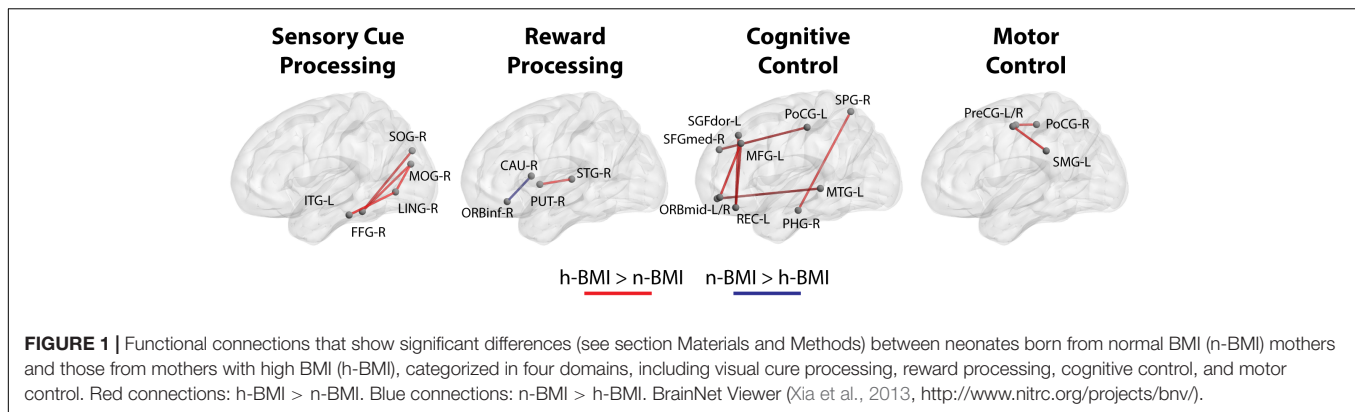 Sensory Cue
Processing
Reward
Processing
Cognitive
Control
Motor
Control
SOG-R
MOG-R
ITG-L
LING-R
FFG-R
CAU-R
STG-R
ORBinf-R
PUT-R
SPG-R
SGFdor-L
PoCG-L
SFGmed-R
MFG-L
MTG-L
ORBmid-L/R
REC-L
PHG-R
PreCG-L/R
PoCG-R
SMG-L
h-BMI > n-BMI n-BMI > h-BMI
FIGURE 1 | Functional connections that show significant differences (see section Materials and Methods) between neonates born from normal BMI (n-BMI) mothers
and those from mothers with high BMI (h-BMI), categorized in four domains, including visual cure processing, reward processing, cognitive control, and motor
control. Red connections: h-BMI > n-BMI. Blue connections: n-BMI > h-BMI. BrainNet Viewer (Xia et al., 2013, http://www.nitrc.org/projects/bnv/).